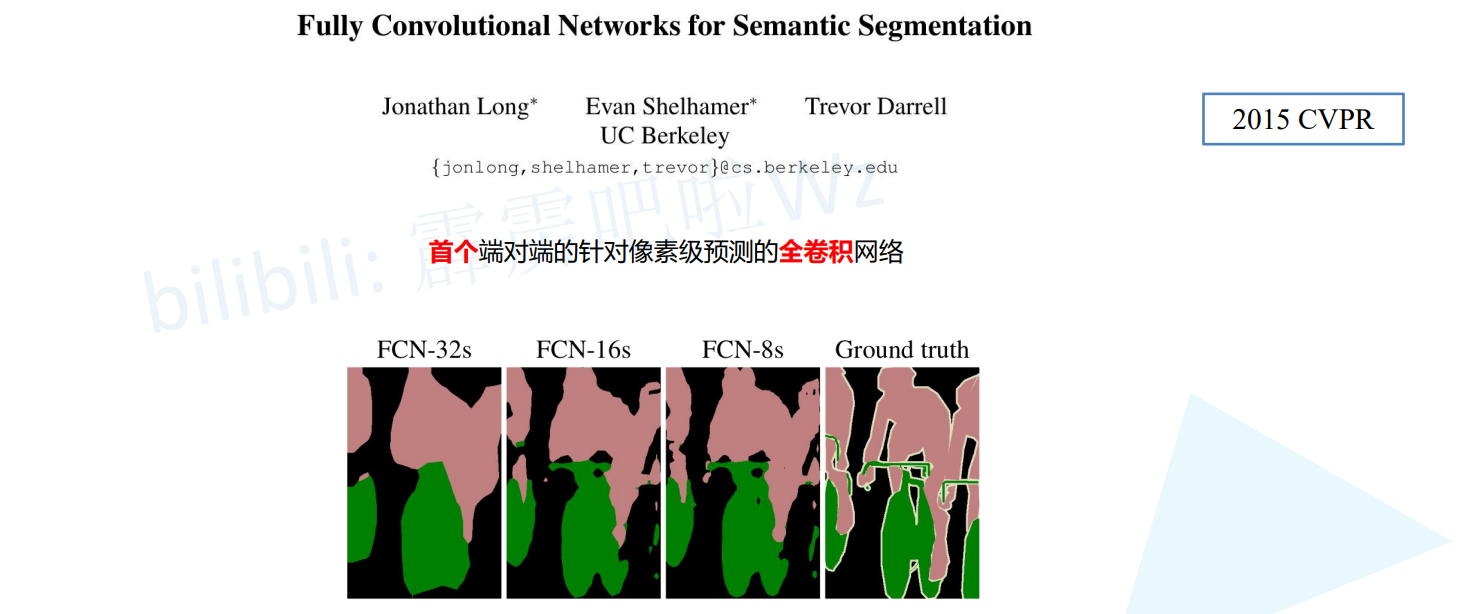 Fully Convolutional Networks for Semantic Segmentation
Jonathan Long* Evan Shelhamer* Trevor Darrell
UC Berkeley
{jonlong,shelhamer,trevor}@cs.berkeley.edu
2015 CVPR
bilibili: 霹雳吧啦Wz
首个端对端的针对像素级预测的全卷积网络
FCN-32s FCN-16s FCN-8s Ground truth